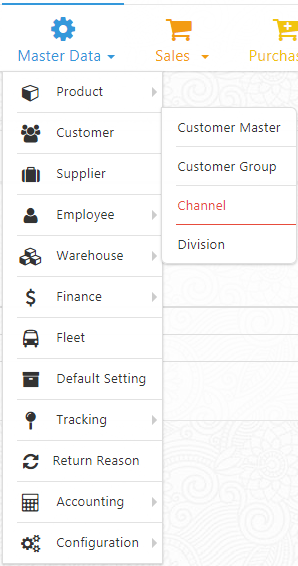 Master Data
Sales
Purchas
Product
Customer
Supplier
Employee
Warehouse
Finance
Fleet
Default Setting
Tracking
Return Reason
Accounting
Configuration
Customer Master
Customer Group
Channel
Division